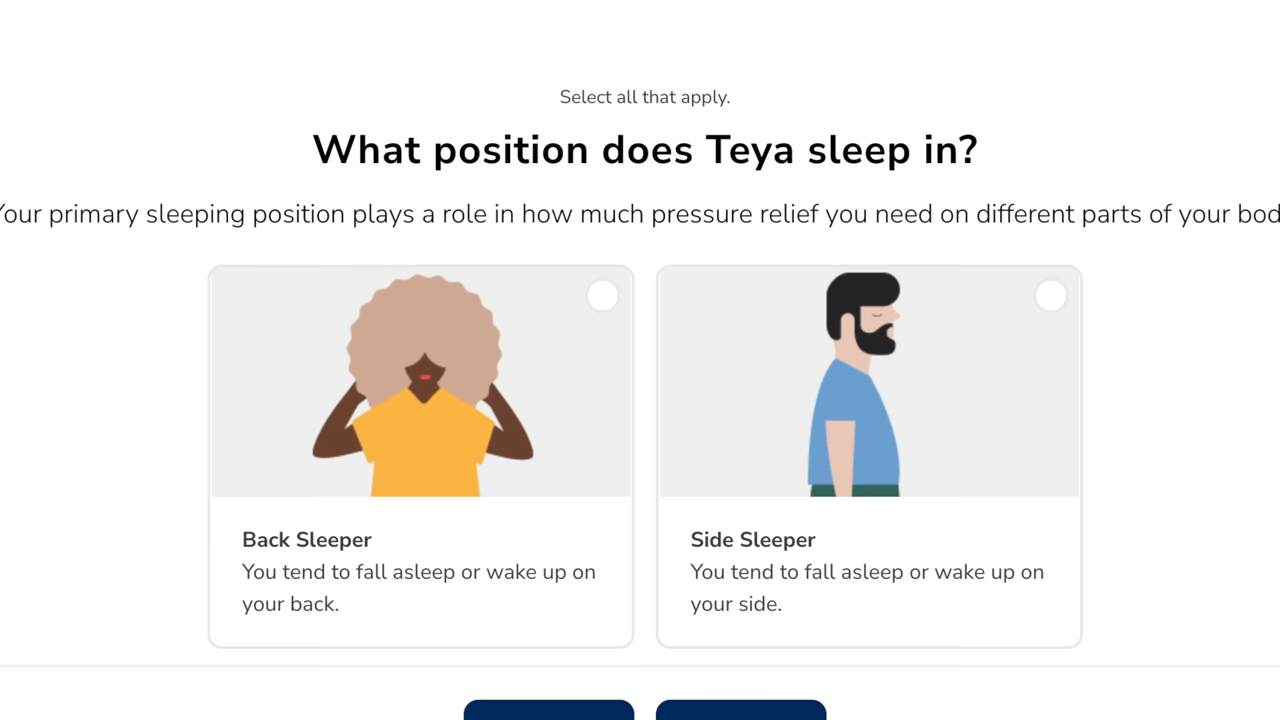 Select all that apply.
What position does Teya sleep in?
Your primary sleeping position plays a role in how much pressure relief you need on different parts of your bod
Back Sleeper
You tend to fall asleep or wake up on
your back.
Side Sleeper
You tend to fall asleep or wake up on
your side.